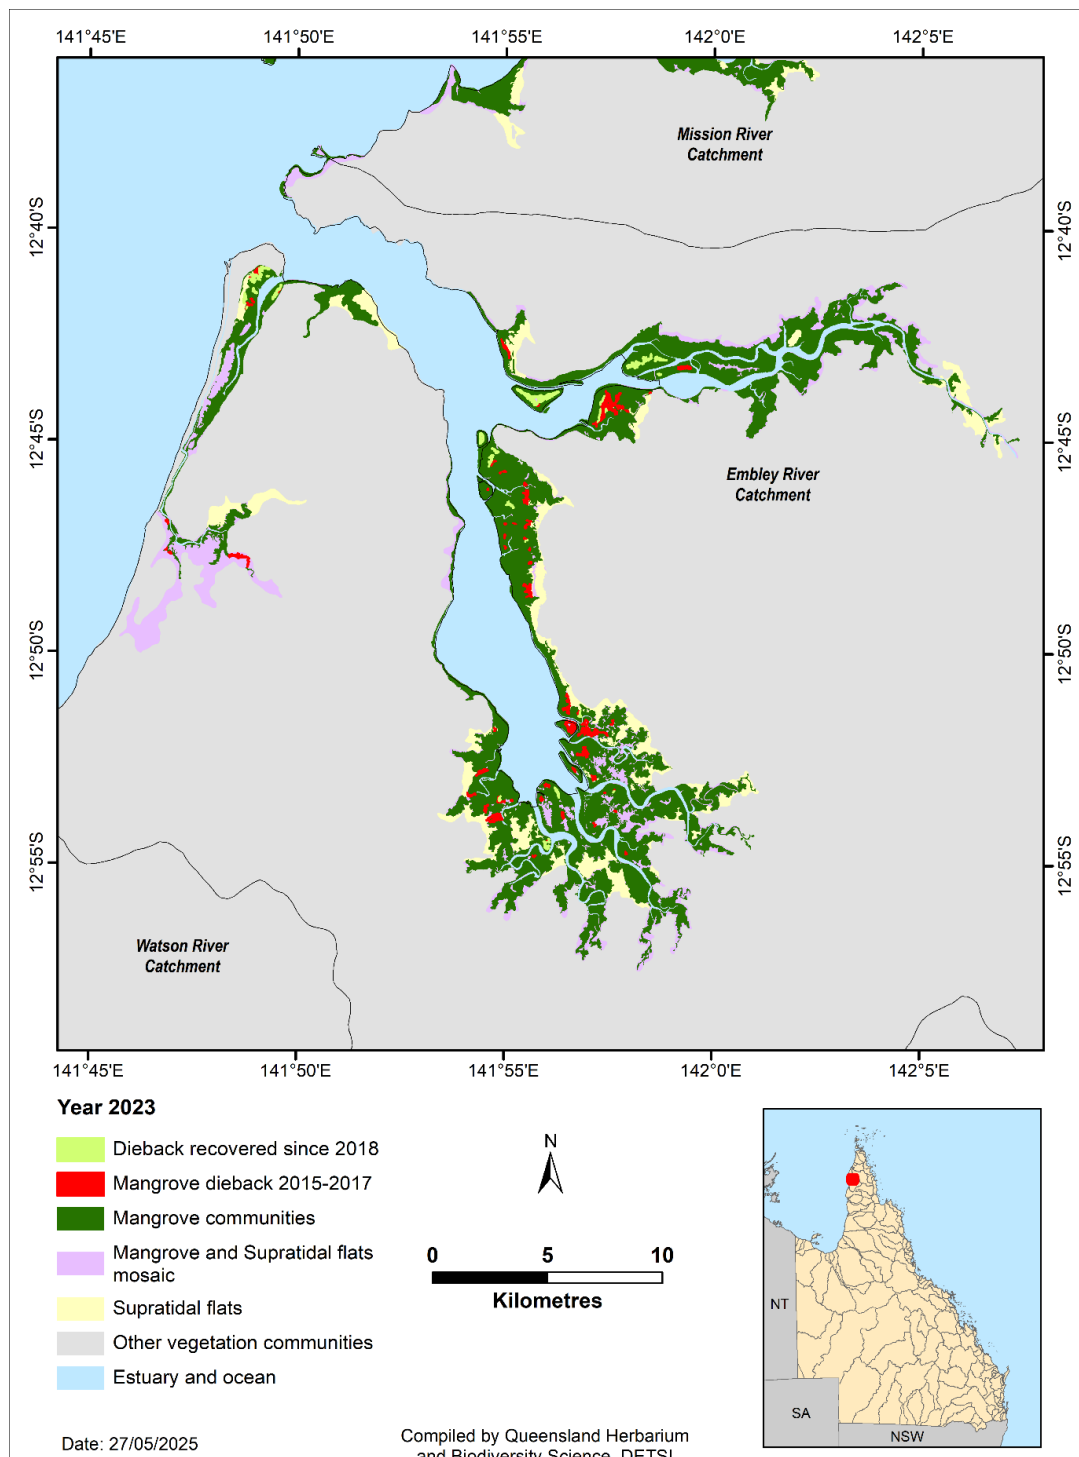 141°45'E 141°50'E 141°55'E 142°0'E 142°5'E
Mission River
Catchment
12°40'S 12°40'S
12°45'S 12°45'S
Embley River
Catchment
12°50'S 12°50'S
12°55'S 12°55'S
Watson River
Catchment
141°45'E 141°50'E 141°55'E 142°0'E 142°5'E
Year 2023
Dieback recovered since 2018
Mangrove dieback 2015-2017
Mangrove communities
Mangrove and Supratidal flats
mosaic
Supratidal flats
Other vegetation communities
Estuary and ocean
N
0 5 10
Kilometres
NT
SA
NSW
Date: 27/05/2025
Compiled by Queensland Herbarium
and Biodiversity Science, DETSI